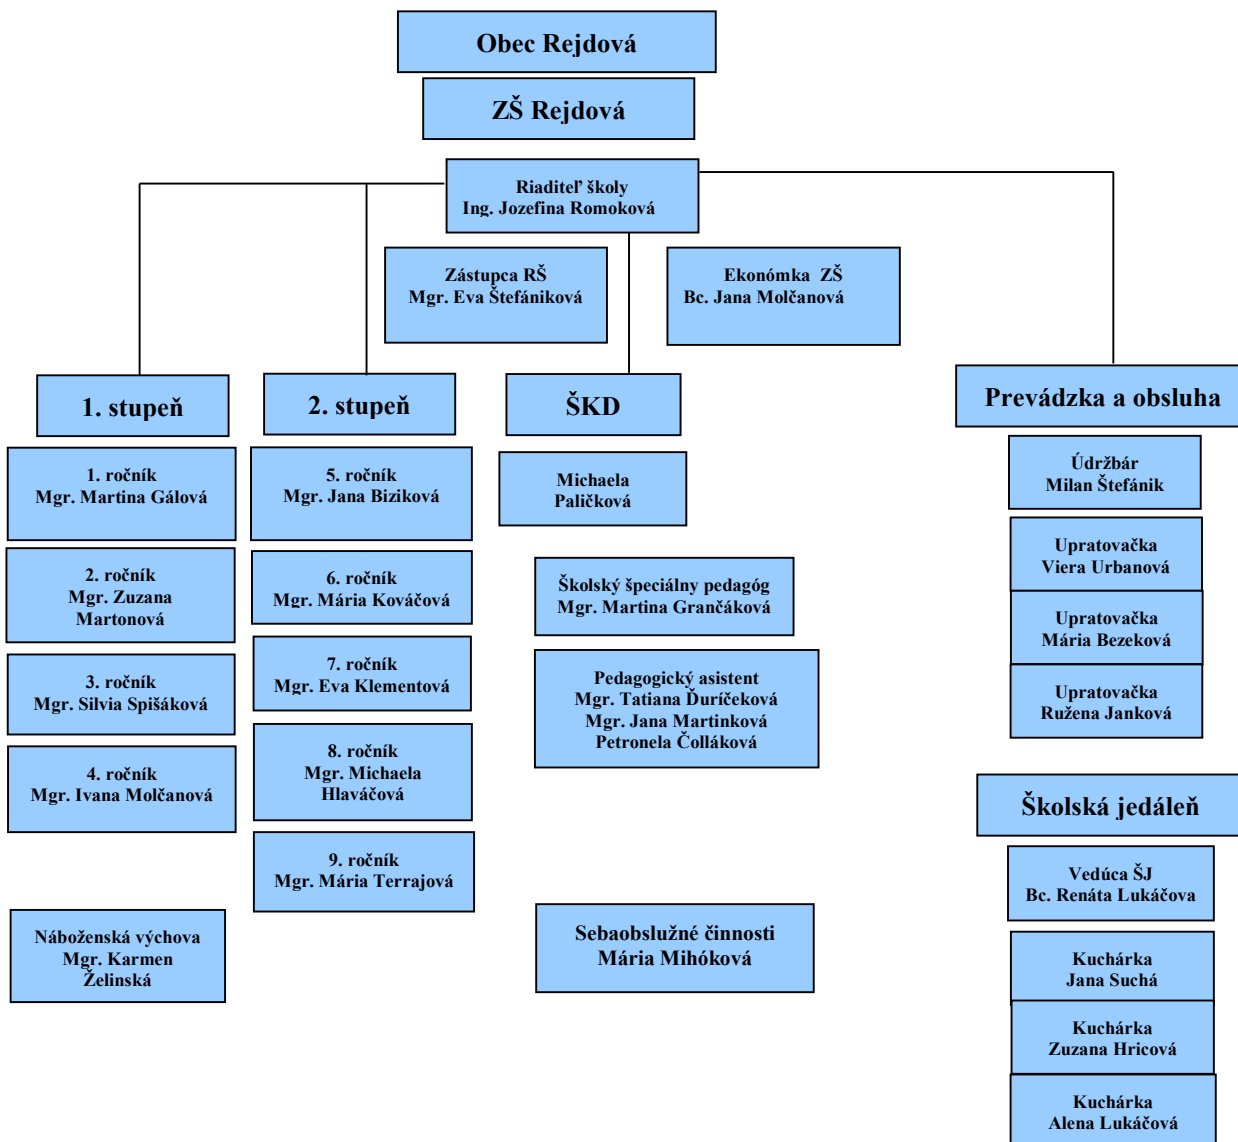 Obec Rejdová
ZŠ Rejdová
Riaditeľ školy
Ing. Jozefina Romoková
Zástupca RŠ
Mgr. Eva Štefániková
Ekonómka  ZŠ
Bc. Jana Molčanová
1. stupeň
1. ročník
Mgr. Martina Gálová
2. ročník
Mgr. Zuzana
Martonová
3. ročník
Mgr. Silvia Spišáková
4. ročník
Mgr. Ivana Molčanová
Náboženská výchova
Mgr. Karmen
Želinská
2. stupeň
5. ročník
Mgr. Jana Biziková
6. ročník
Mgr. Mária Kováčová
7. ročník
Mgr. Eva Klementová
8. ročník
Mgr. Michaela
Hlaváčová
9. ročník
Mgr. Mária Terrajová
ŠKD
Michaela
Paličková
Školský špeciálny pedagóg
Mgr. Martina Grančáková
Pedagogický asistent
Mgr. Tatiana Ďuríčeková
Mgr. Jana Martinková
Petronela Čolláková
Sebaobslužné činnosti
Mária Mihóková
Prevádzka a obsluha
Údržbár
Milan Štefánik
Upratovačka
Viera Urbanová
Upratovačka
Mária Bezeková
Upratovačka
Ružena Janková
Školská jedáleň
Vedúca ŠJ
Bc. Renáta Lukáčova
Kuchárka
Jana Suchá
Kuchárka
Zuzana Hricová
Kuchárka
Alena Lukáčová